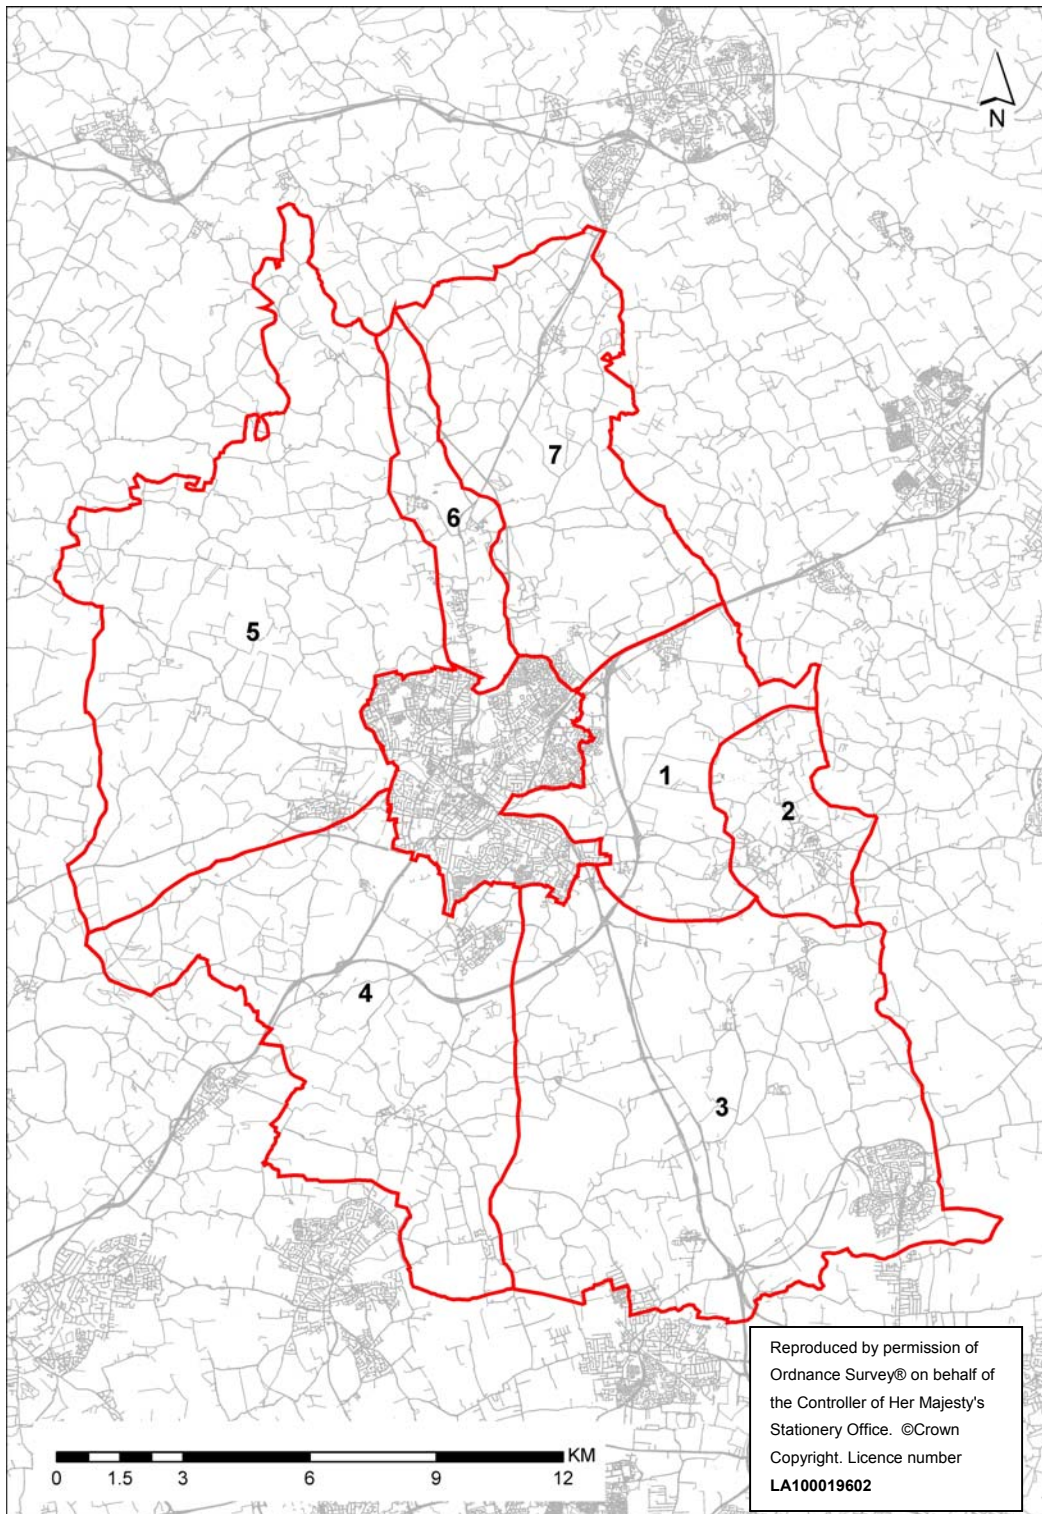 N
7
6
5
1
2
4
3
Reproduced by permission of
Ordnance Survey® on behalf of
the Controller of Her Majesty's
Stationery Office. ©Crown
Copyright. Licence number
LA100019602
KM
0 1.5 3 6 9 12